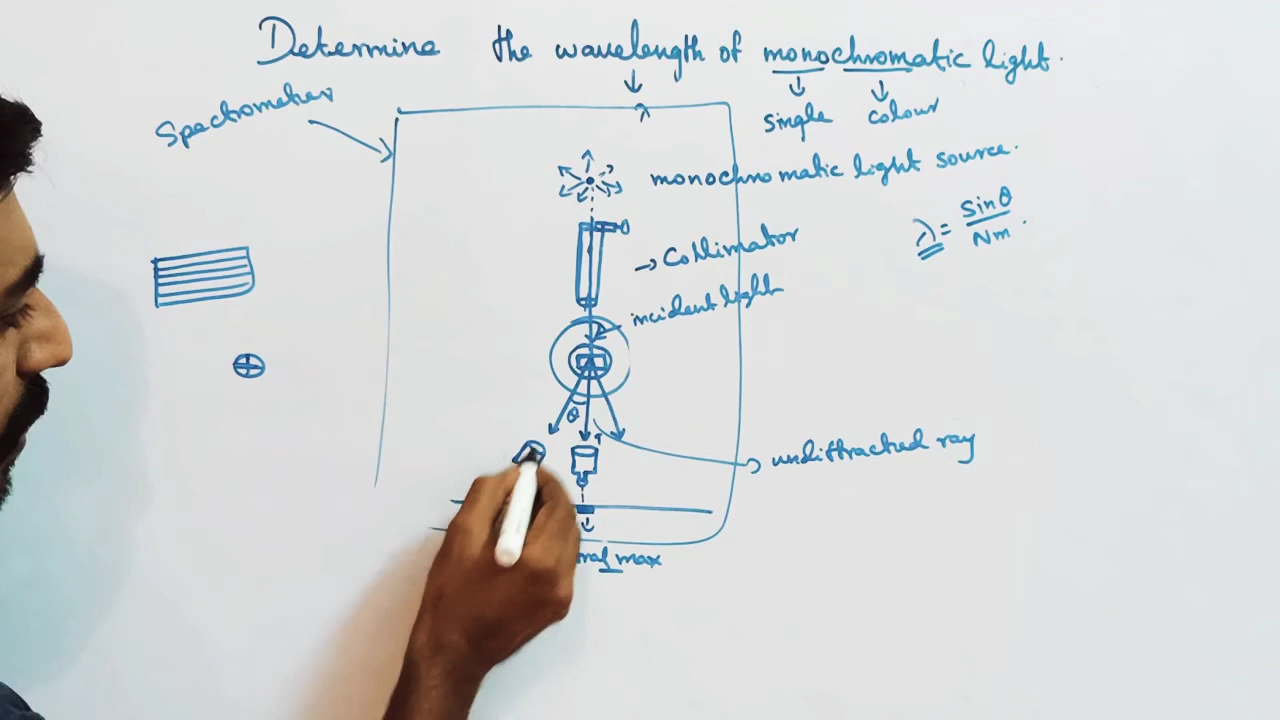 Determine the wavelength of monochromatic light.
λ
single colour
Spectrometer
monochromatic light source.
λ = Sinθ / Nm.
→ Collimator
incident light
θ
undiffracted ray
max